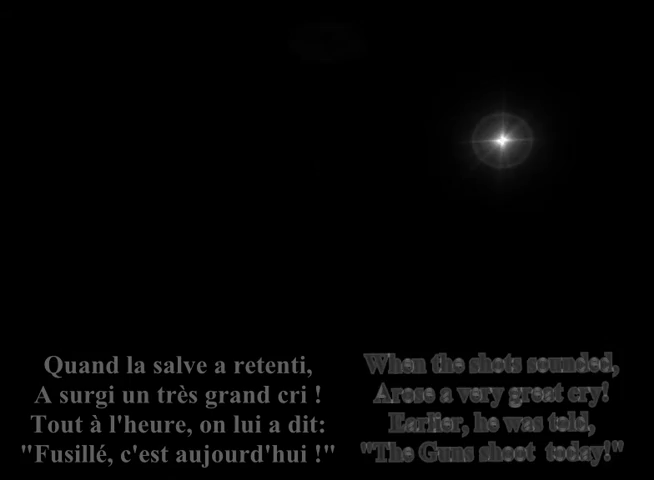 Quand la salve a retenti,
A surgi un très grand cri !
Tout à l'heure, on lui a dit:
"Fusillé, c'est aujourd'hui !"
When the shots sounded,
Arose a very great cry!
Earlier, he was told,
"The Guns shoot today!"